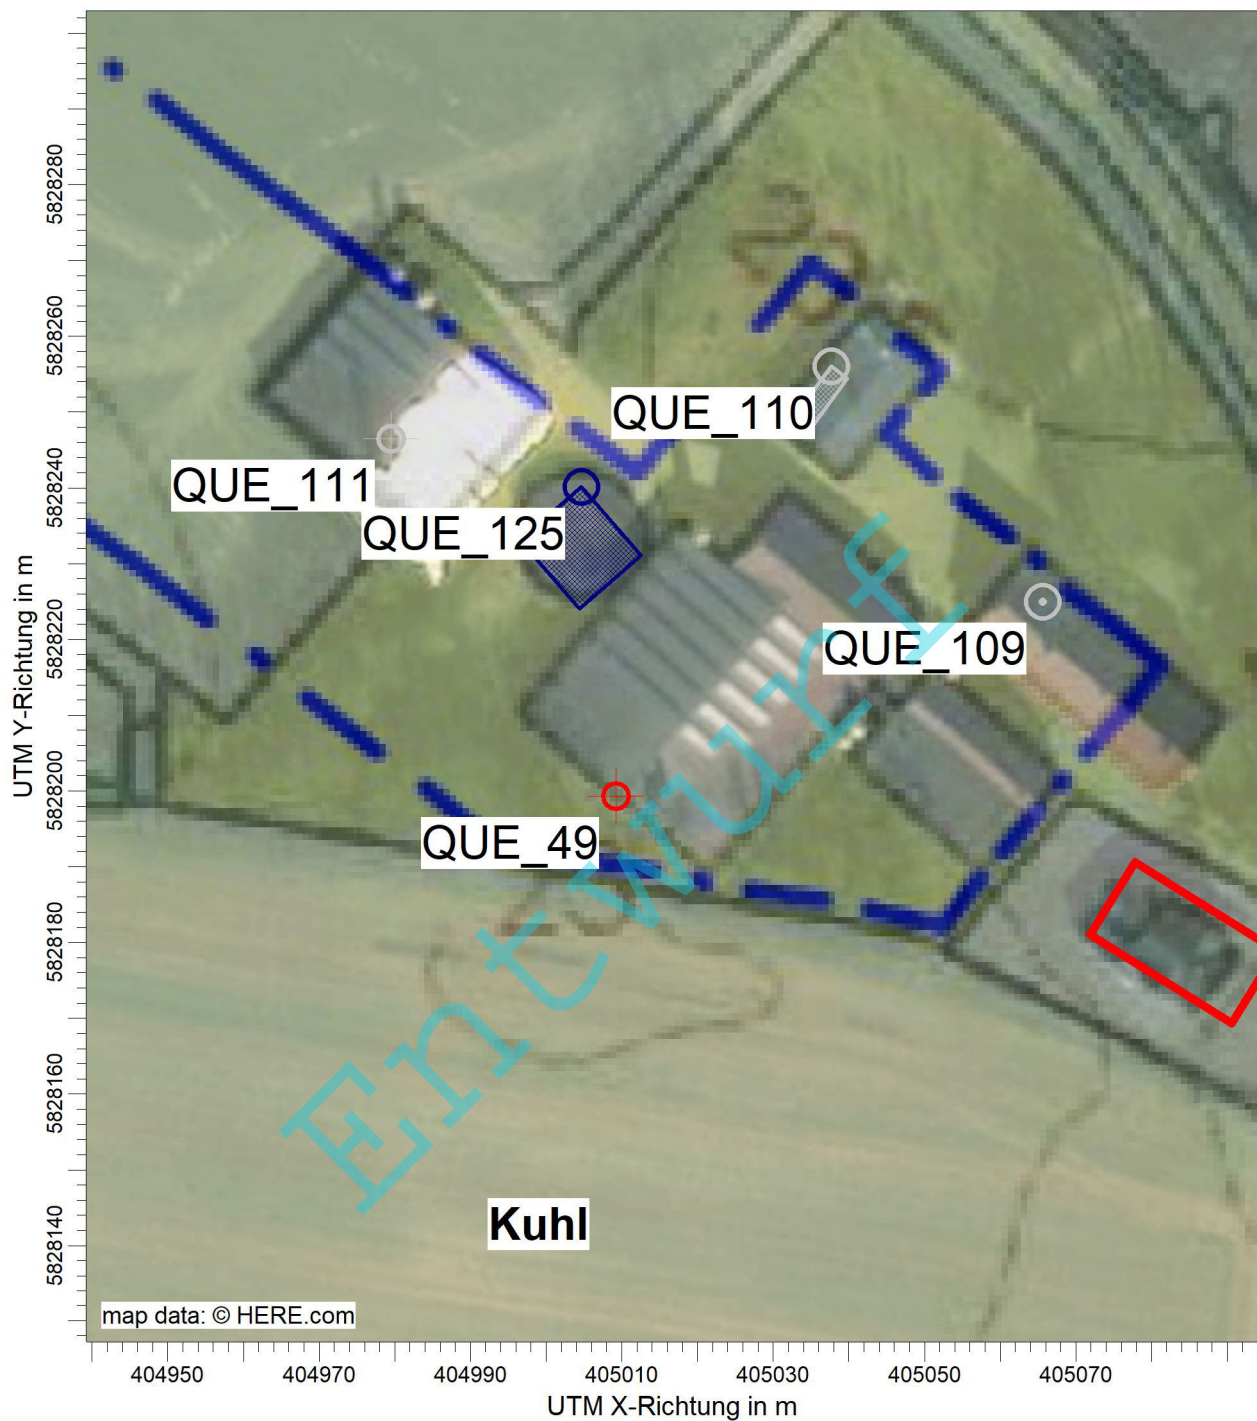 5828280
5828260
5828240
5828220
5828200
5828180
5828160
5828140
UTM Y-Richtung in m
QUE_110
QUE_111
QUE_125
QUE_109
QUE_49
Entwurf
Kuhl
map data: © HERE.com
404950 404970 404990 405010 405030 405050 405070
UTM X-Richtung in m